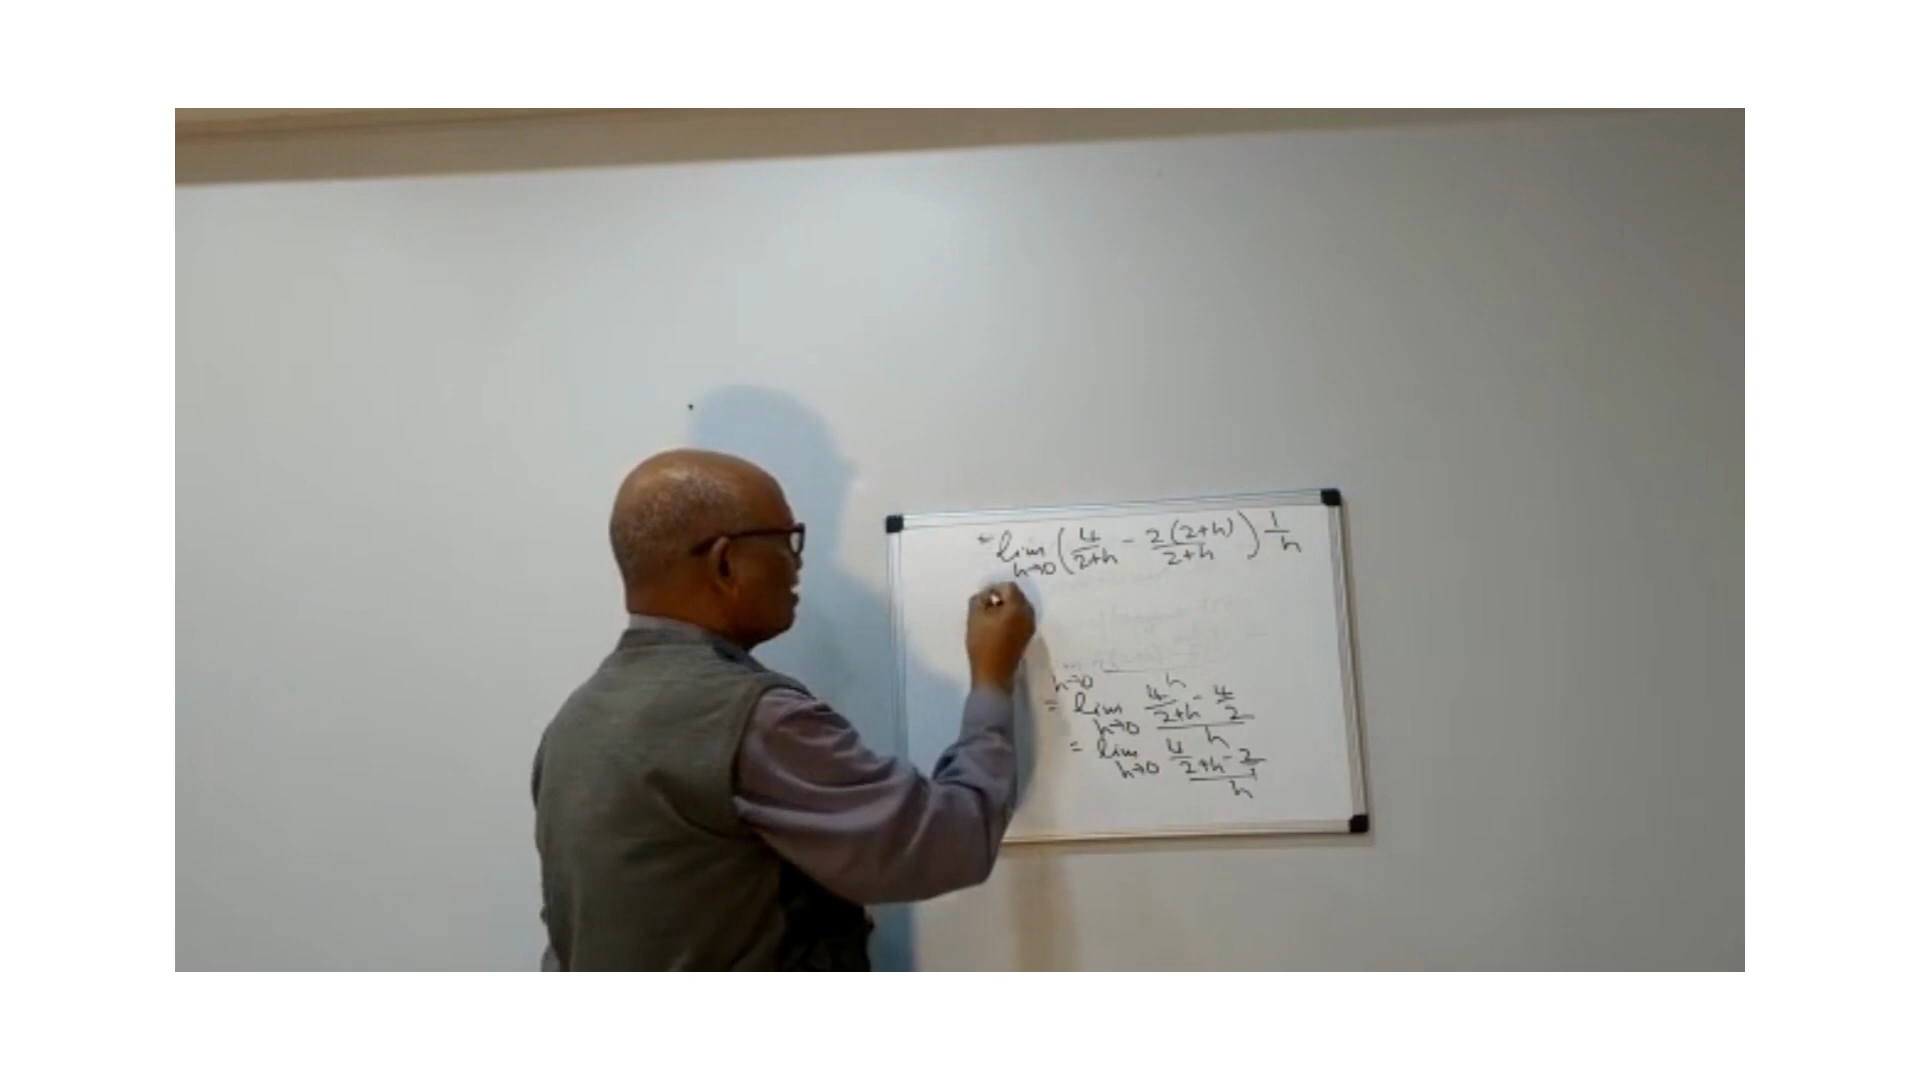 = lim h→0 (4/2+h - 2(2+h)/2+h) 1/h
h→0 h
= lim h→0 4/2+h - 4/2 / h
= lim h→0 4/2+h - 2/1 / h